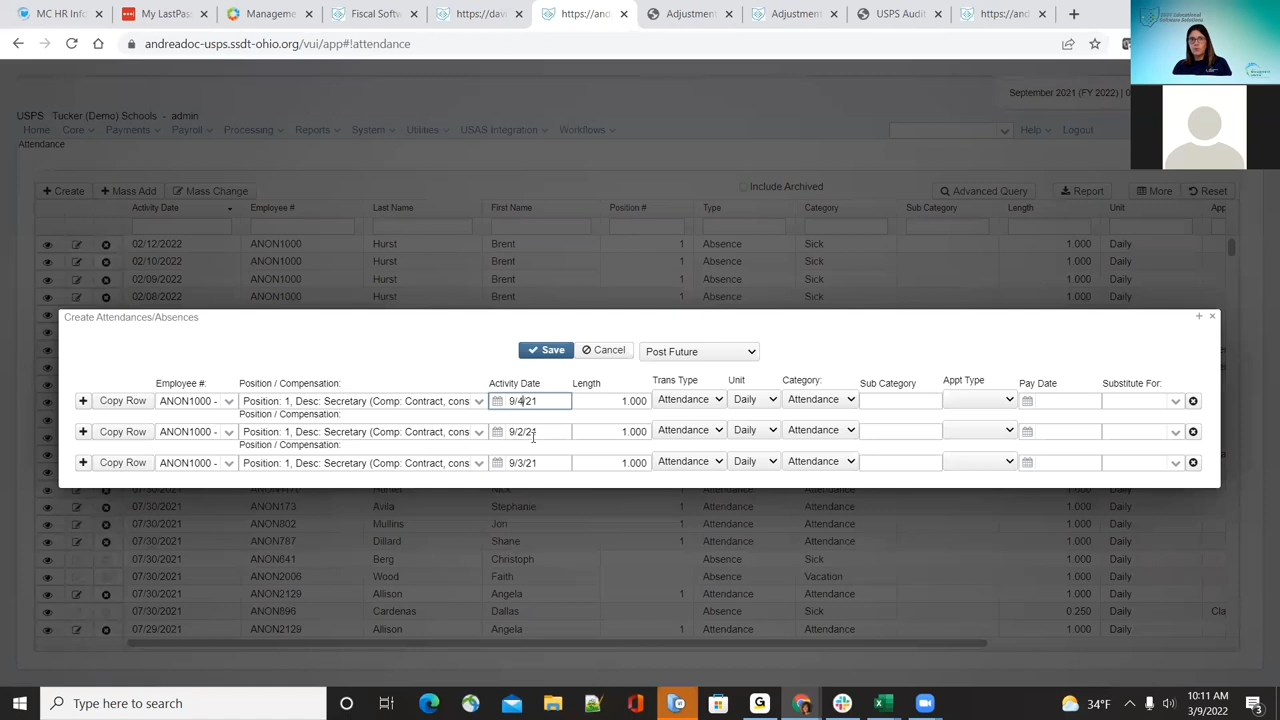 MC HR Info
My LastPass
Manageme
Fiscal Softw
https://and
https://and
Adjustment
Adjustment
USPS
https://and
andreadoc-usps.ssdt-ohio.org/vui/app#!attendance
SSDT Educational
Software Solutions
September 2021 (FY 2022) | 0
USPS Tucker (Demo) Schools - admin
Home Core Payments Payroll Processing Reports System Utilities USAS Integration Workflows Help Logout
Attendance
Create Mass Add Mass Change Include Archived Advanced Query Report More Reset
Activity Date Employee # Last Name First Name Position # Type Category Sub Category Length Unit App
02/12/2022 ANON1000 Hurst Brent 1 Absence Sick 1.000 Daily
02/10/2022 ANON1000 Hurst Brent 1 Absence Sick 1.000 Daily
02/09/2022 ANON1000 Hurst Brent 1 Absence Sick 1.000 Daily
02/08/2022 ANON1000 Hurst Brent 1 Absence Sick 1.000 Daily
Create Attendances/Absences
Save Cancel Post Future
Employee #: Position / Compensation: Activity Date Length Trans Type Unit Category: Sub Category Appt Type Pay Date Substitute For:
Copy Row ANON1000 - Position: 1, Desc: Secretary (Comp: Contract, cons 9/4/21 1.000 Attendance Daily Attendance
Position / Compensation:
Copy Row ANON1000 - Position: 1, Desc: Secretary (Comp: Contract, cons 9/2/21 1.000 Attendance Daily Attendance
Position / Compensation:
Copy Row ANON1000 - Position: 1, Desc: Secretary (Comp: Contract, cons 9/3/21 1.000 Attendance Daily Attendance
07/30/2021 ANON173 Avila Stephanie 1 Attendance Attendance 1.000 Daily
07/30/2021 ANON802 Mullins Jon 1 Attendance Attendance 1.000 Daily
07/30/2021 ANON787 Dillard Shane 1 Attendance Attendance 1.000 Daily
07/30/2021 ANON641 Berg Christoph Absence Sick 1.000 Daily
07/30/2021 ANON2006 Wood Faith Absence Vacation 1.000 Daily
07/30/2021 ANON2129 Allison Angela 1 Attendance Attendance 1.000 Daily
07/30/2021 ANON896 Cardenas Dallas Absence Sick 0.250 Daily Cla
07/29/2021 ANON2129 Allison Angela 1 Attendance Attendance 1.000 Daily
Type here to search
34°F
10:11 AM
3/9/2022
3